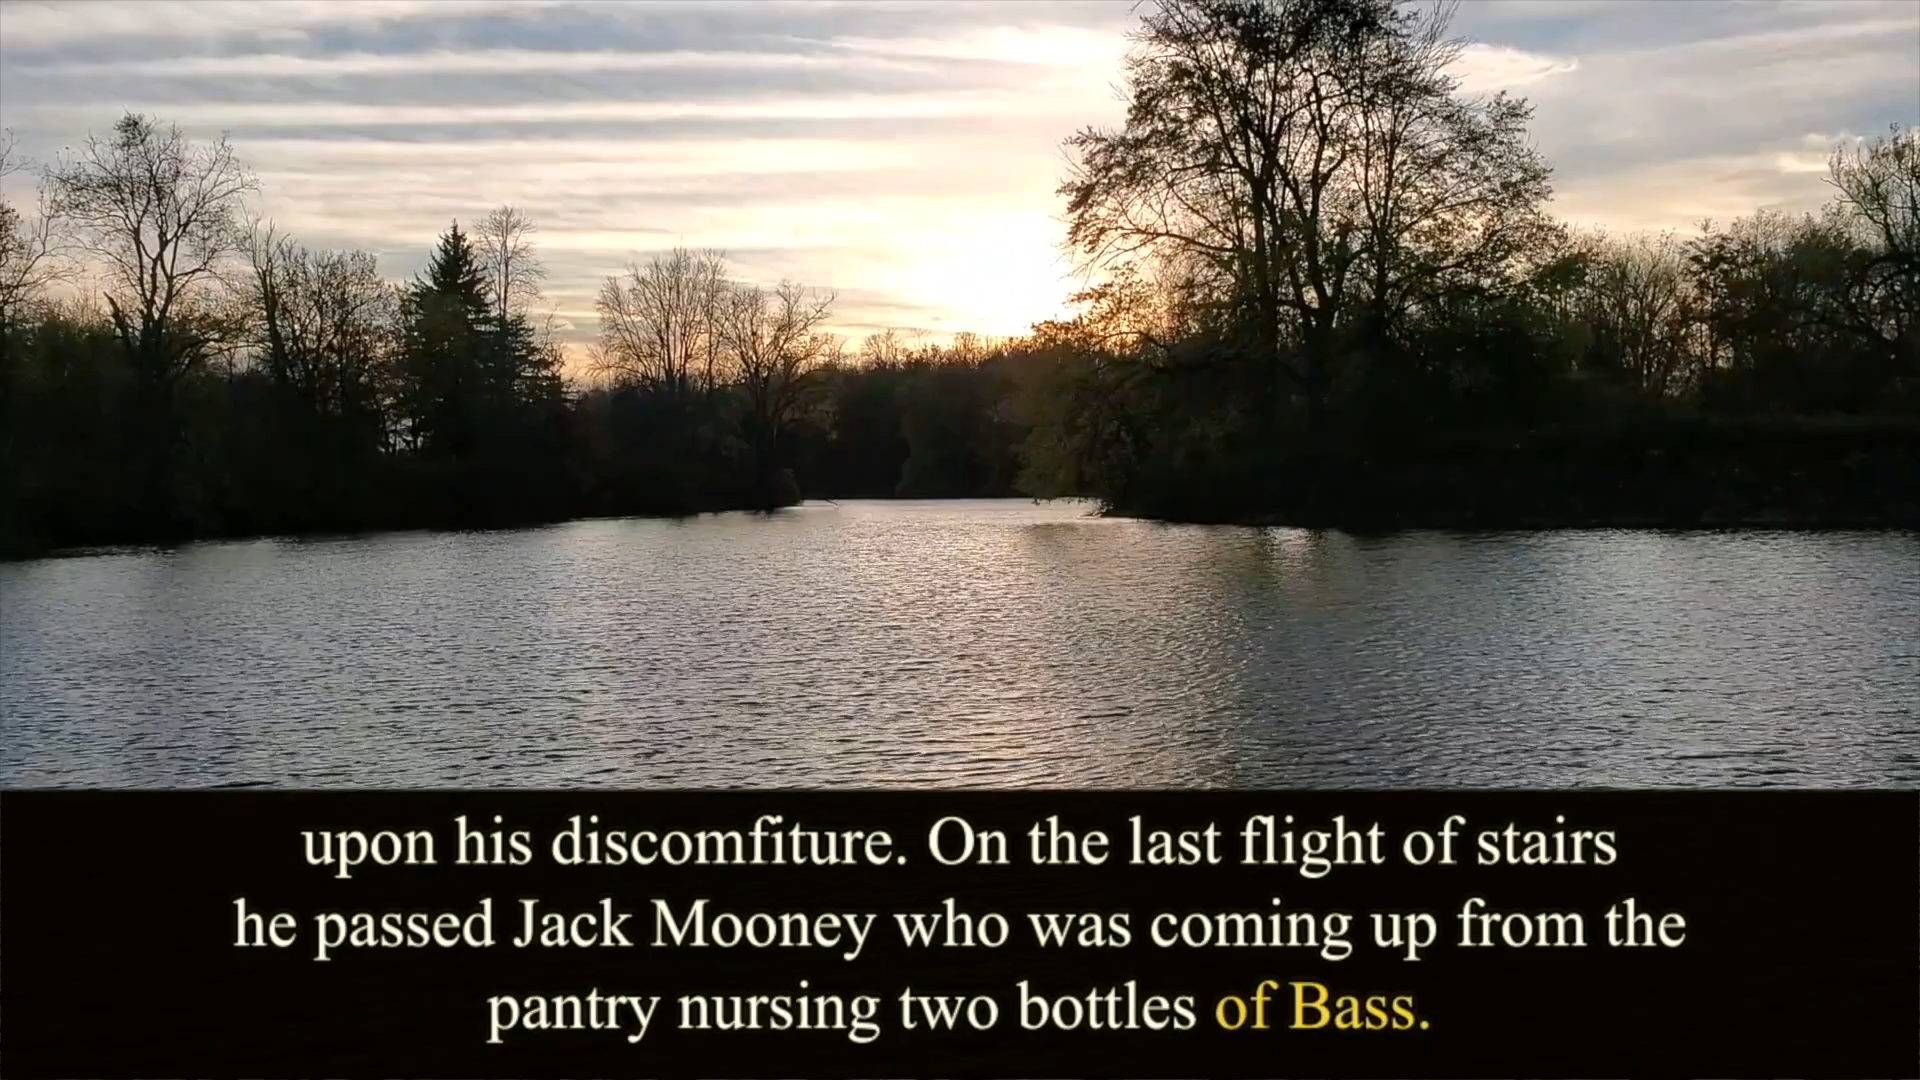 upon his discomfiture. On the last flight of stairs
he passed Jack Mooney who was coming up from the
pantry nursing two bottles of Bass.